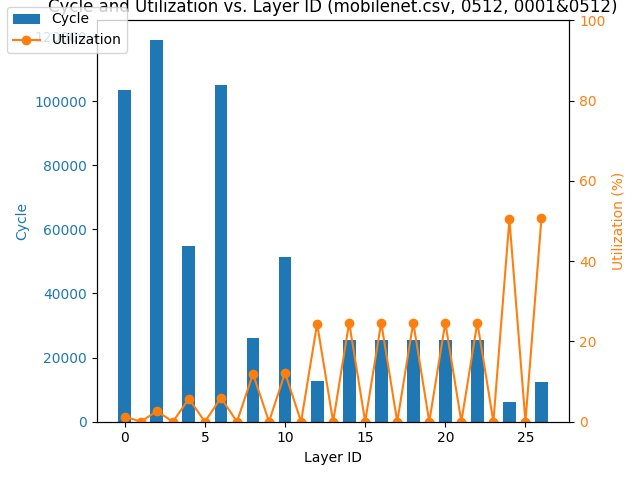 Cycle and Utilization vs. Layer ID (mobilenet.csv, 0512, 0001&0512)
Cycle
Utilization
100000
80000
60000
40000
20000
0
Cycle
100
80
60
40
20
0
Utilization (%)
0 5 10 15 20 25
Layer ID